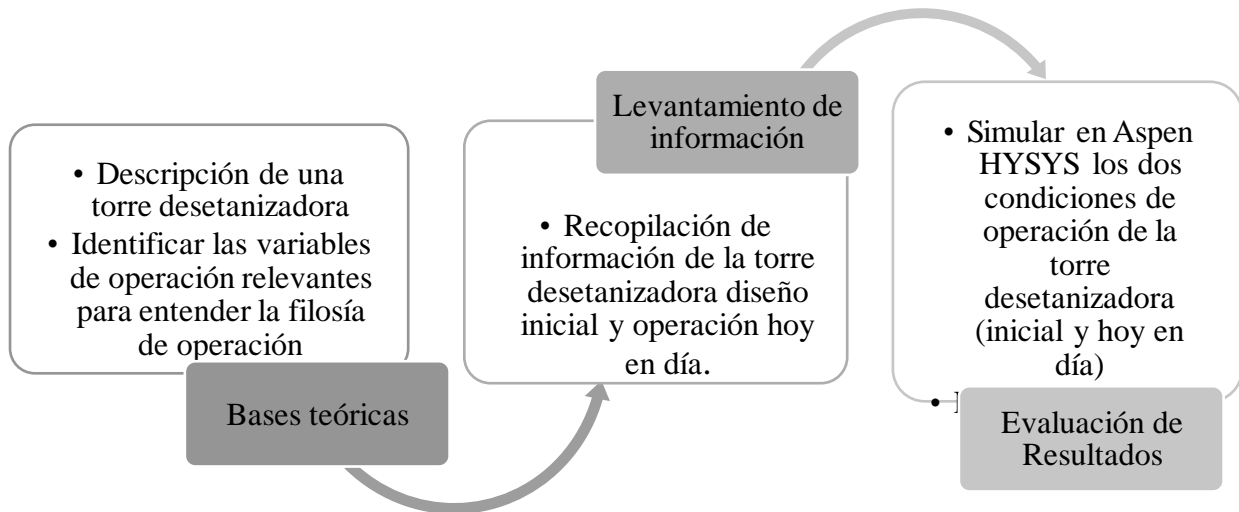 • Descripción de una
torre desetanizadora
• Identificar las variables
de operación relevantes
para entender la filosía
de operación
Bases teóricas
Levantamiento de
información
• Recopilación de
información de la torre
desetanizadora diseño
inicial y operación hoy
en día.
• Simular en Aspen
HYSYS los dos
condiciones de
operación de la
torre
desetanizadora
(inicial y hoy en
día)
•
Evaluación de
Resultados